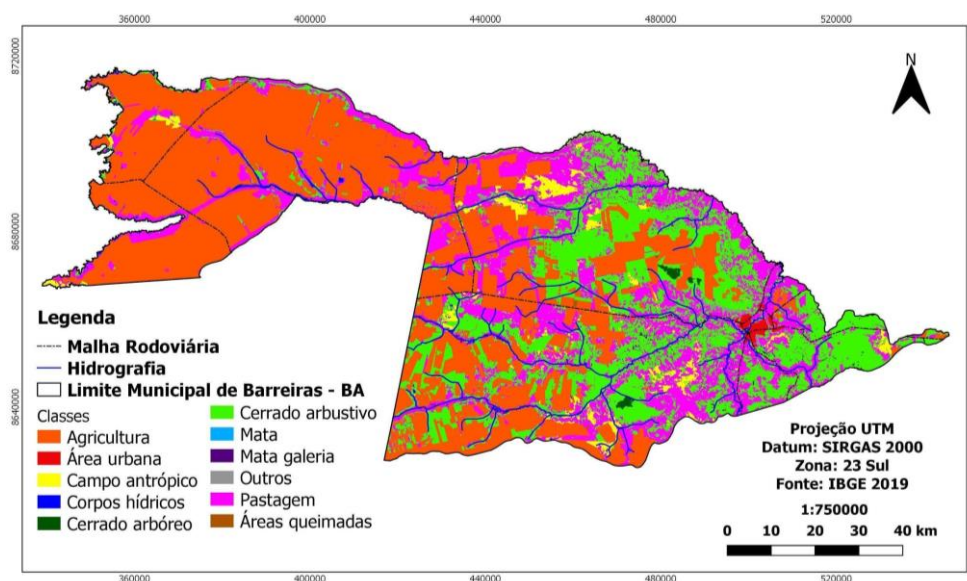 360000 400000 440000 480000 520000
8720000
N
8680000
8640000
Legenda
Malha Rodoviária
Hidrografia
Limite Municipal de Barreiras - BA
Classes
Agricultura
Área urbana
Campo antrópico
Corpos hídricos
Cerrado arbóreo
Cerrado arbustivo
Mata
Mata galeria
Outros
Pastagem
Áreas queimadas
Projeção UTM
Datum: SIRGAS 2000
Zona: 23 Sul
Fonte: IBGE 2019
1:750000
0 10 20 30 40 km
360000 400000 440000 480000 520000